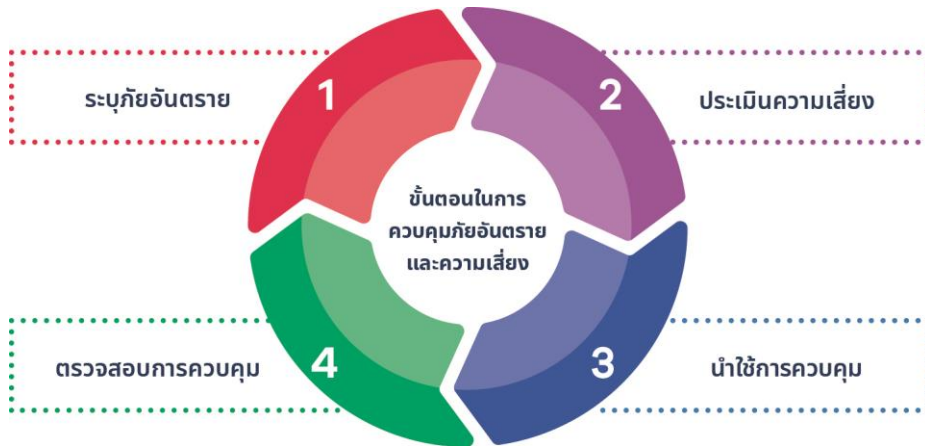 1
ระบุภัยอันตราย
2
ประเมินความเสี่ยง
ขั้นตอนในการ
ควบคุมภัยอันตราย
และความเสี่ยง
3
นำใช้การควบคุม
4
ตรวจสอบการควบคุม